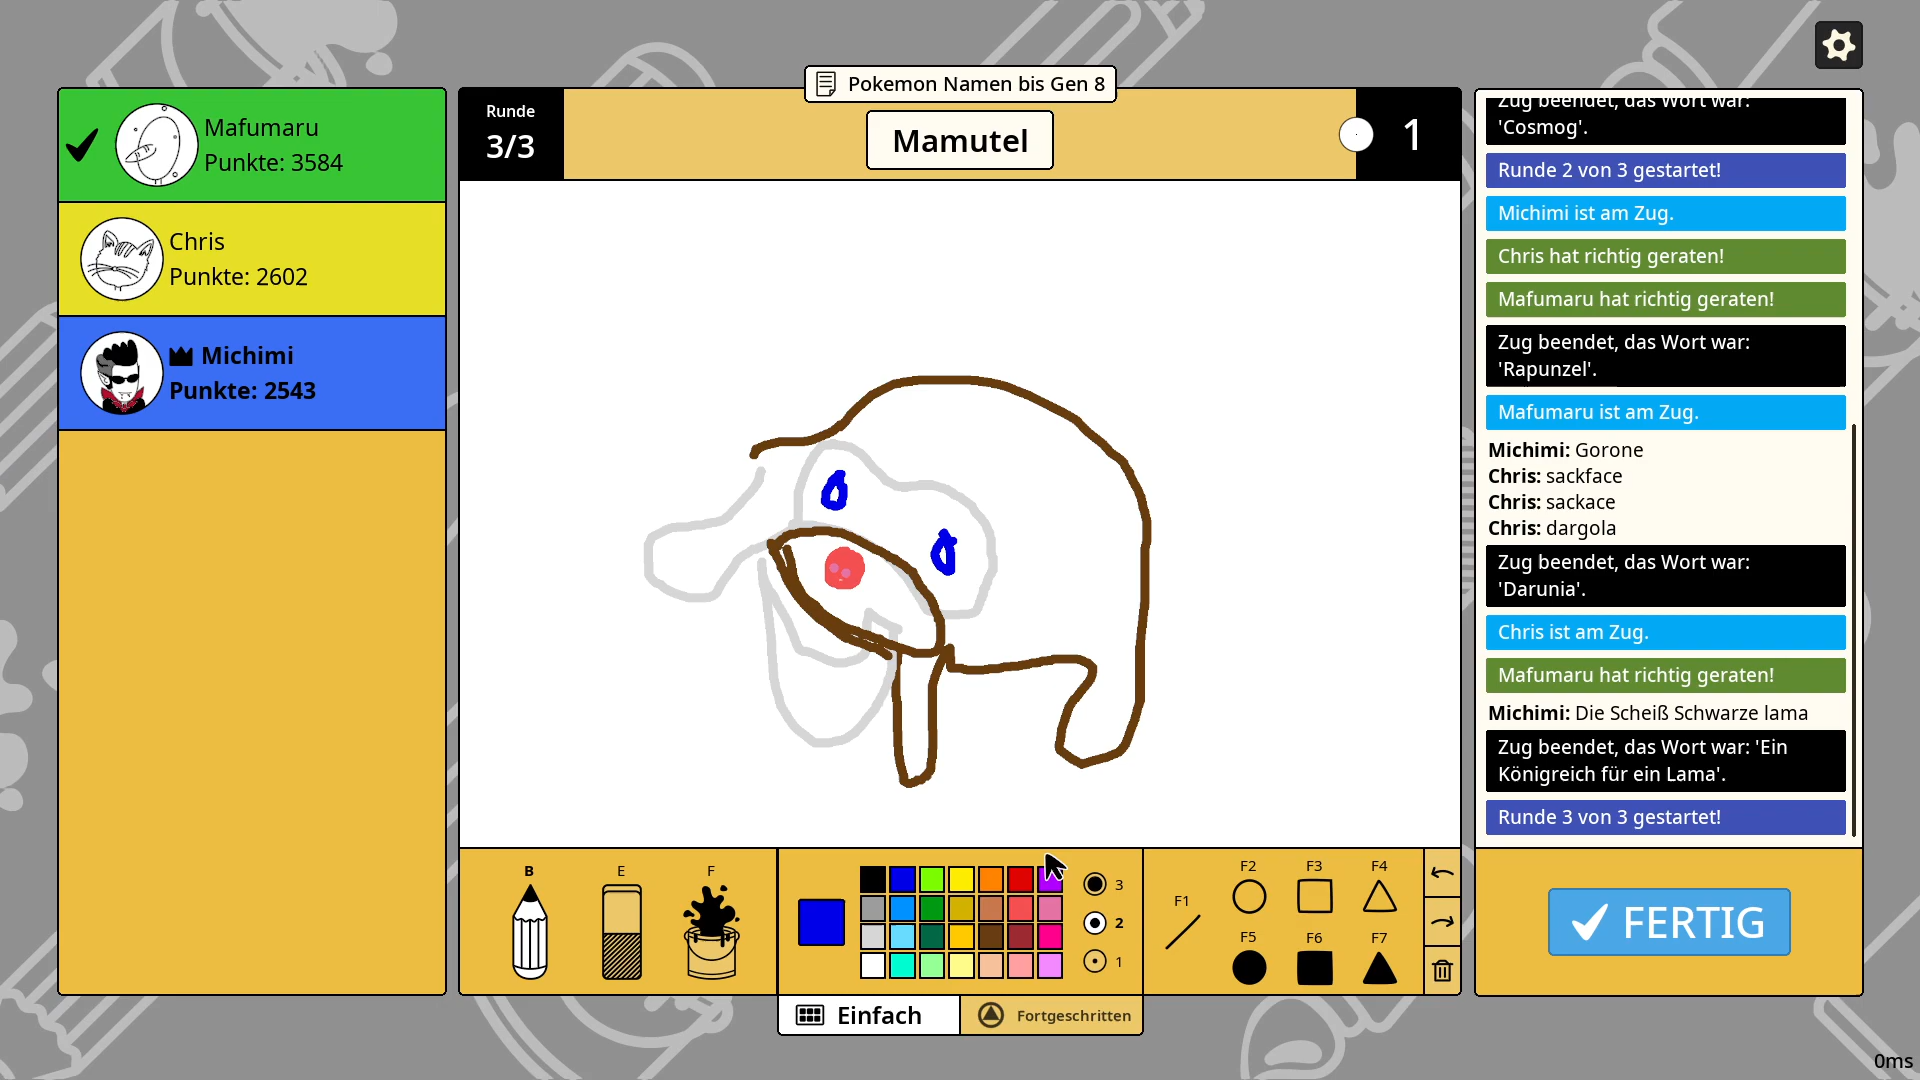 Mafumaru
Punkte: 3584
Chris
Punkte: 2602
Michimi
Punkte: 2543
Runde
3/3
Pokemon Namen bis Gen 8
Mamutel
1
Zug beendet, das Wort war:
'Cosmog'.
Runde 2 von 3 gestartet!
Michimi ist am Zug.
Chris hat richtig geraten!
Mafumaru hat richtig geraten!
Zug beendet, das Wort war:
'Rapunzel'.
Mafumaru ist am Zug.
Michimi: Gorone
Chris: sackface
Chris: sackace
Chris: dargola
Zug beendet, das Wort war:
'Darunia'.
Chris ist am Zug.
Mafumaru hat richtig geraten!
Michimi: Die Scheiß Schwarze lama
Zug beendet, das Wort war: 'Ein
Königreich für ein Lama'.
Runde 3 von 3 gestartet!
B
E
F
3
2
1
F1
F2
F3
F4
F5
F6
F7
FERTIG
Einfach
Fortgeschritten
0ms